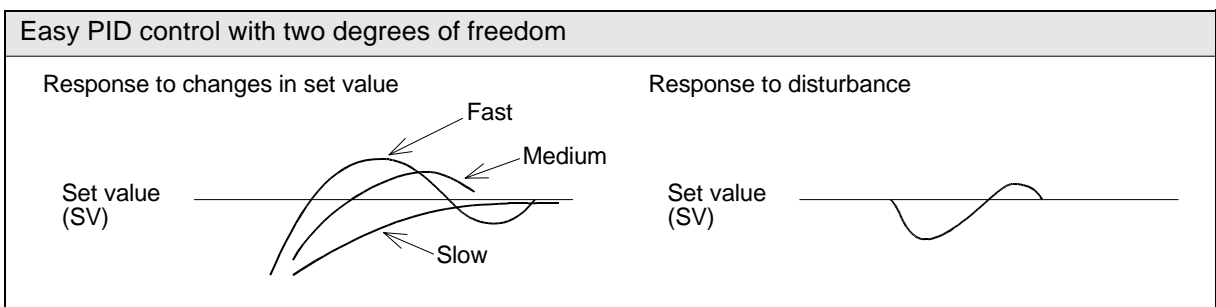 Easy PID control with two degrees of freedom
Response to changes in set value
Fast
Medium
Set value
(SV)
Slow
Response to disturbance
Set value
(SV)